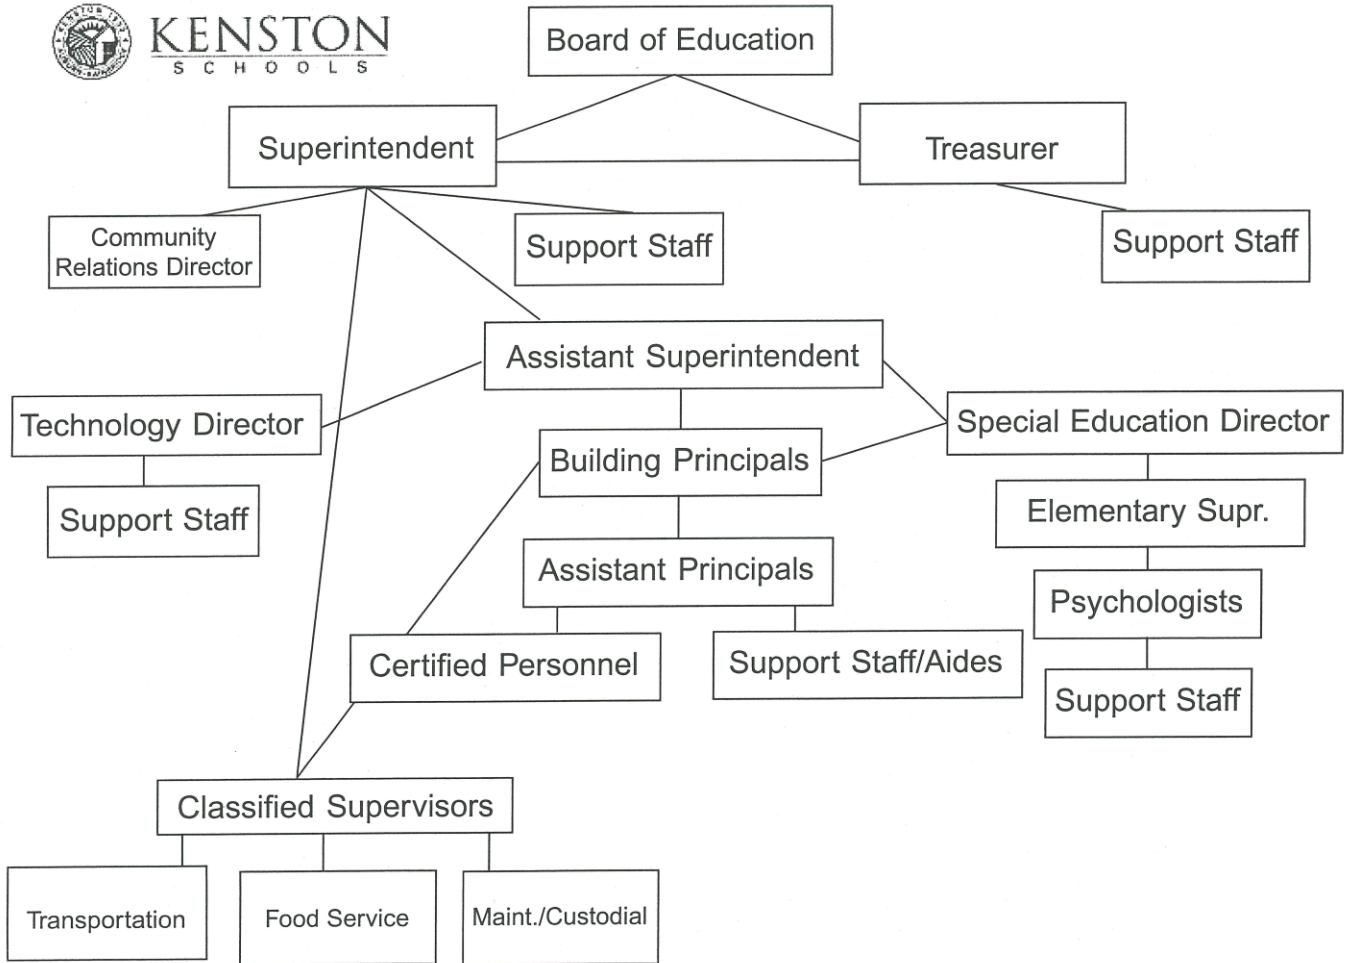 KENSTON
SCHOOLS
Board of Education
Superintendent
Treasurer
Community
Relations Director
Support Staff
Support Staff
Assistant Superintendent
Technology Director
Special Education Director
Building Principals
Support Staff
Elementary Supr.
Assistant Principals
Psychologists
Certified Personnel
Support Staff/Aides
Support Staff
Classified Supervisors
Transportation
Food Service
Maint./Custodial